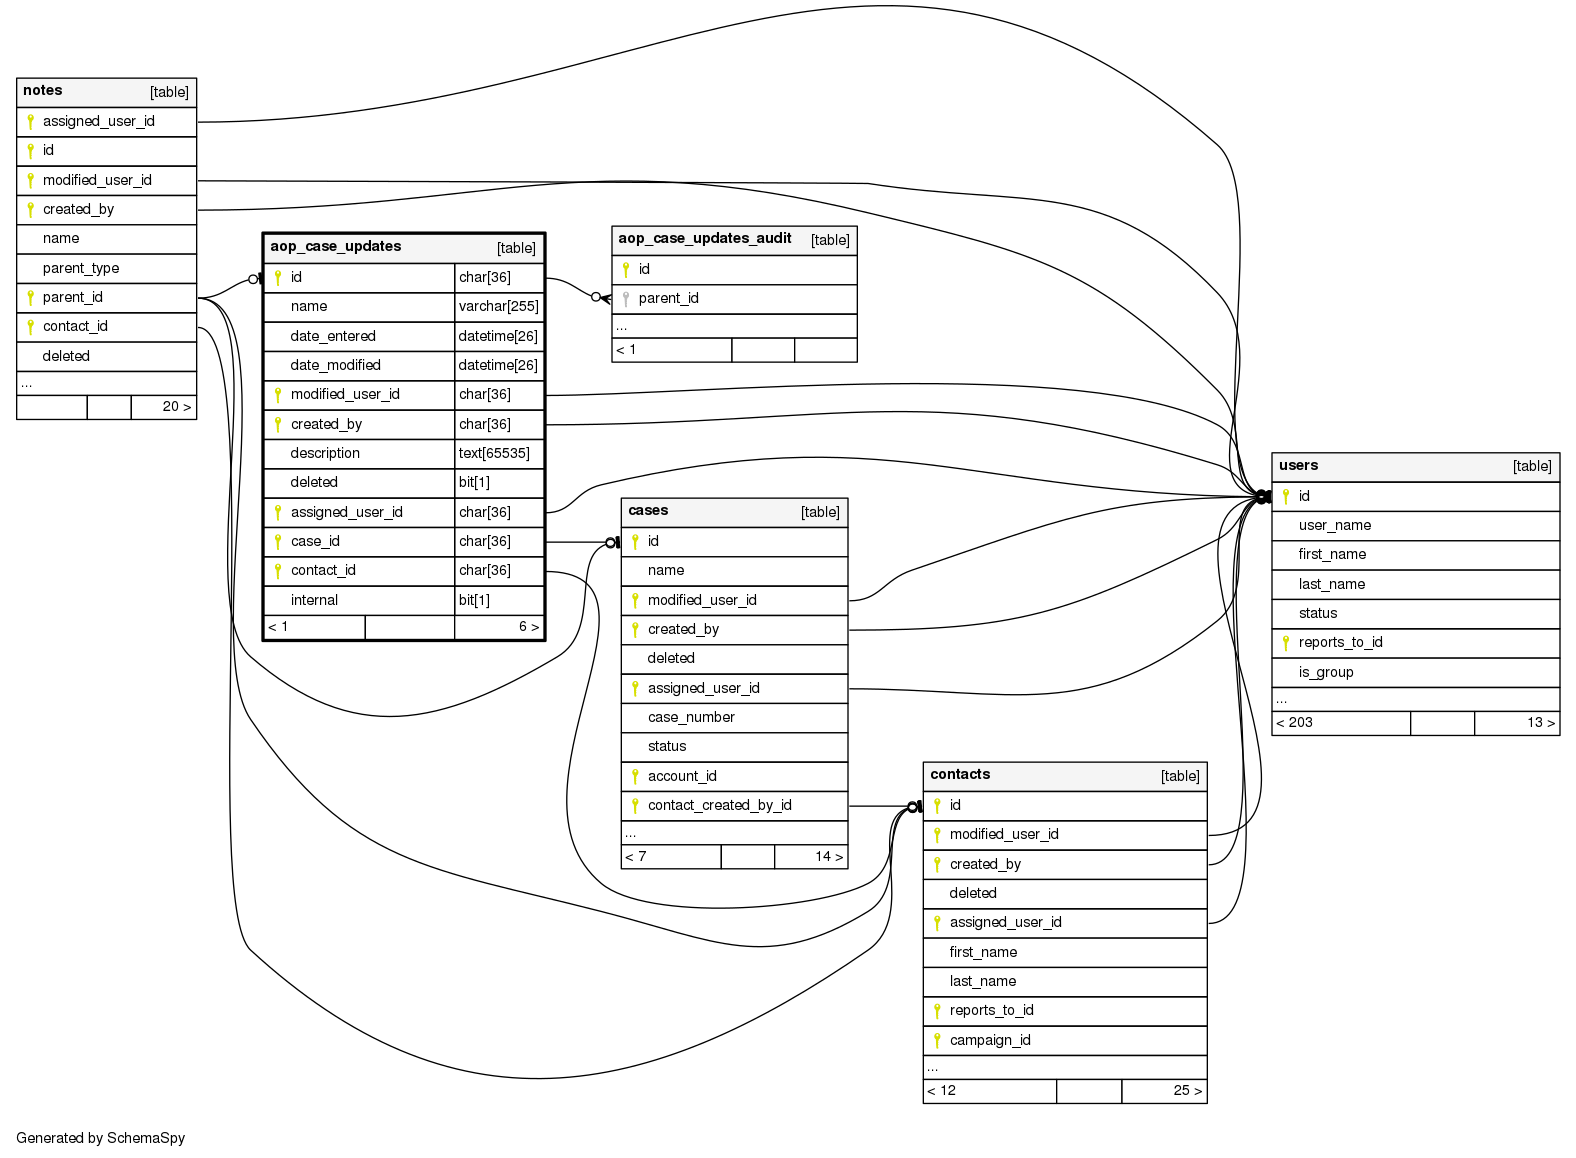 notes [table]
assigned_user_id
id
modified_user_id
created_by
name
parent_type
parent_id
contact_id
deleted
...
20 >
aop_case_updates [table]
id char[36]
name varchar[255]
date_entered datetime[26]
date_modified datetime[26]
modified_user_id char[36]
created_by char[36]
description text[65535]
deleted bit[1]
assigned_user_id char[36]
case_id char[36]
contact_id char[36]
internal bit[1]
< 1 6 >
aop_case_updates_audit [table]
id
parent_id
...
< 1
cases [table]
id
name
modified_user_id
created_by
deleted
assigned_user_id
case_number
status
account_id
contact_created_by_id
...
< 7 14 >
users [table]
id
user_name
first_name
last_name
status
reports_to_id
is_group
...
< 203 13 >
contacts [table]
id
modified_user_id
created_by
deleted
assigned_user_id
first_name
last_name
reports_to_id
campaign_id
...
< 12 25 >
Generated by SchemaSpy